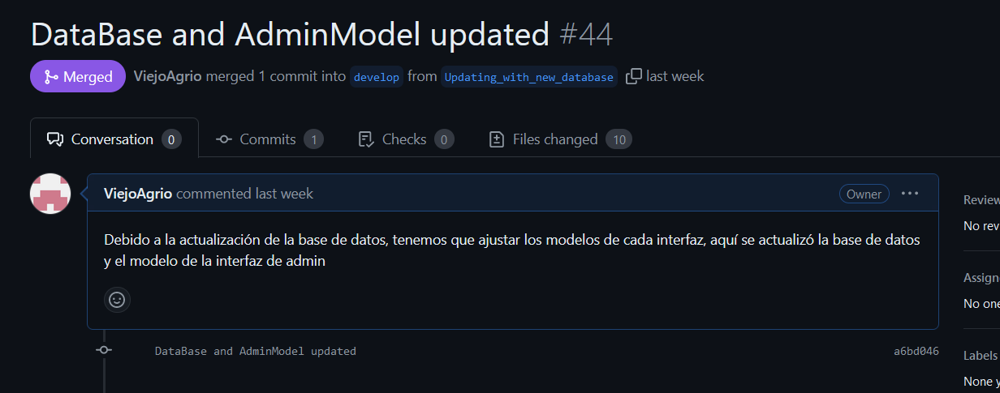 DataBase and AdminModel updated #44
Merged ViejoAgrio merged 1 commit into develop from Updating_with_new_database last week
Conversation 0 Commits 1 Checks 0 Files changed 10
ViejoAgrio commented last week Owner
Debido a la actualización de la base de datos, tenemos que ajustar los modelos de cada interfaz, aquí se actualizó la base de datos
y el modelo de la interfaz de admin
DataBase and AdminModel updated a6bd046
Review
No rev
Assign
No one
Labels
None y